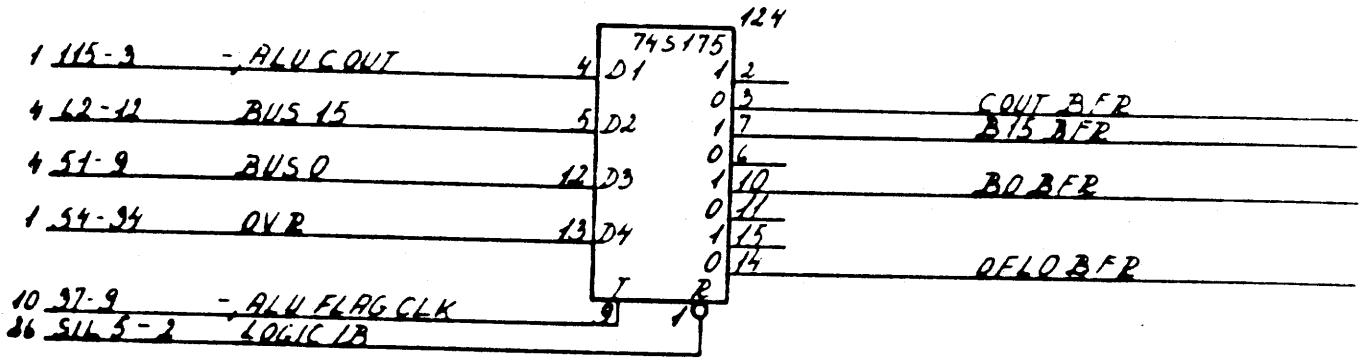 124
74S175
1 115-3 -,ALU COUT 4 D1 1 2
0 3 COUT BFR
4 62-12 BUS 15 5 D2 1 7 B15 BFR
0 6
4 51-9 BUS 0 12 D3 1 10 B0 BFR
0 11
1 54-34 OVR 13 D4 1 15
0 14 OFLO BFR
T R
10 37-9 -,ALU FLAG CLK 9 1
26 SIL 5-2 LOGIC 1B